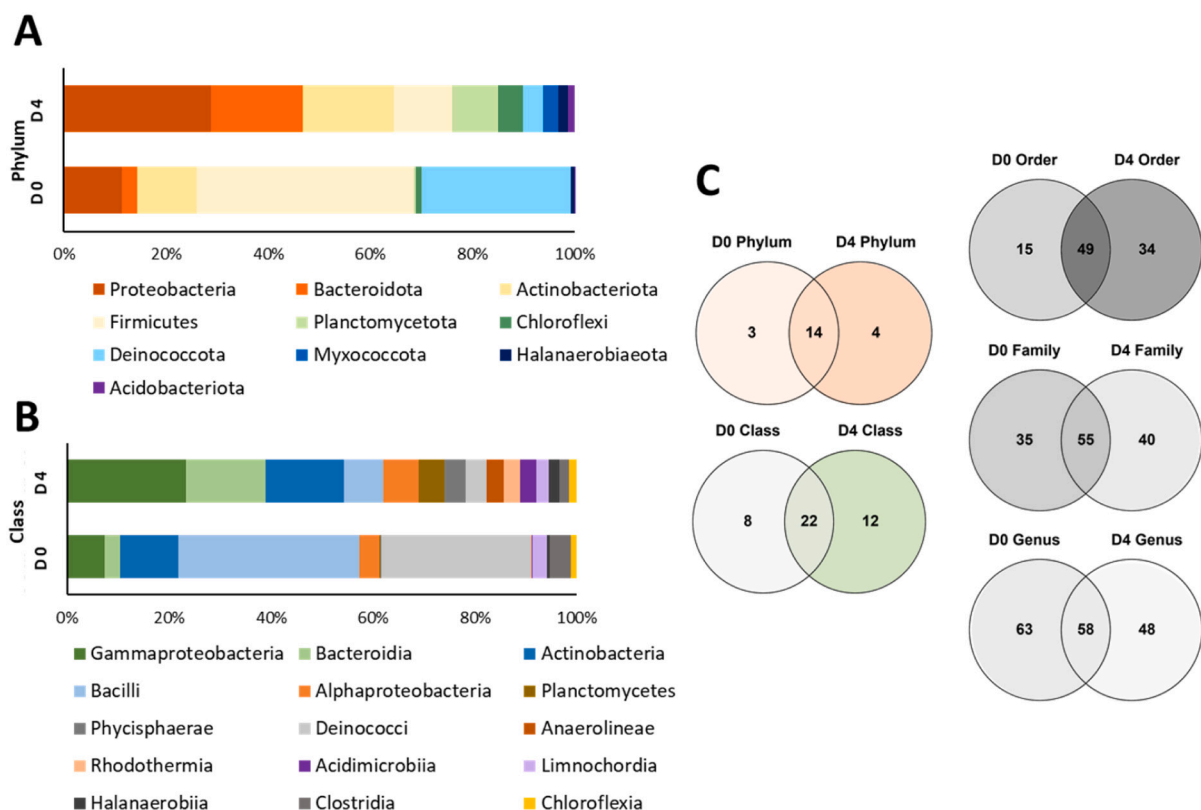 A
Phylum
D4
D0
0% 20% 40% 60% 80% 100%
Proteobacteria Bacteroidota Actinobacteriota
Firmicutes Planctomycetota Chloroflexi
Deinococcota Myxococcota Halanaerobiaeota
Acidobacteriota
B
Class
D4
D0
0% 20% 40% 60% 80% 100%
Gammaproteobacteria Bacteroidia Actinobacteria
Bacilli Alphaproteobacteria Planctomycetes
Phycisphaerae Deinococci Anaerolineae
Rhodothermia Acidimicrobiia Limnochordia
Halanaerobiia Clostridia Chloroflexia
C
D0 Phylum D4 Phylum
3 14 4
D0 Class D4 Class
8 22 12
D0 Order D4 Order
15 49 34
D0 Family D4 Family
35 55 40
D0 Genus D4 Genus
63 58 48